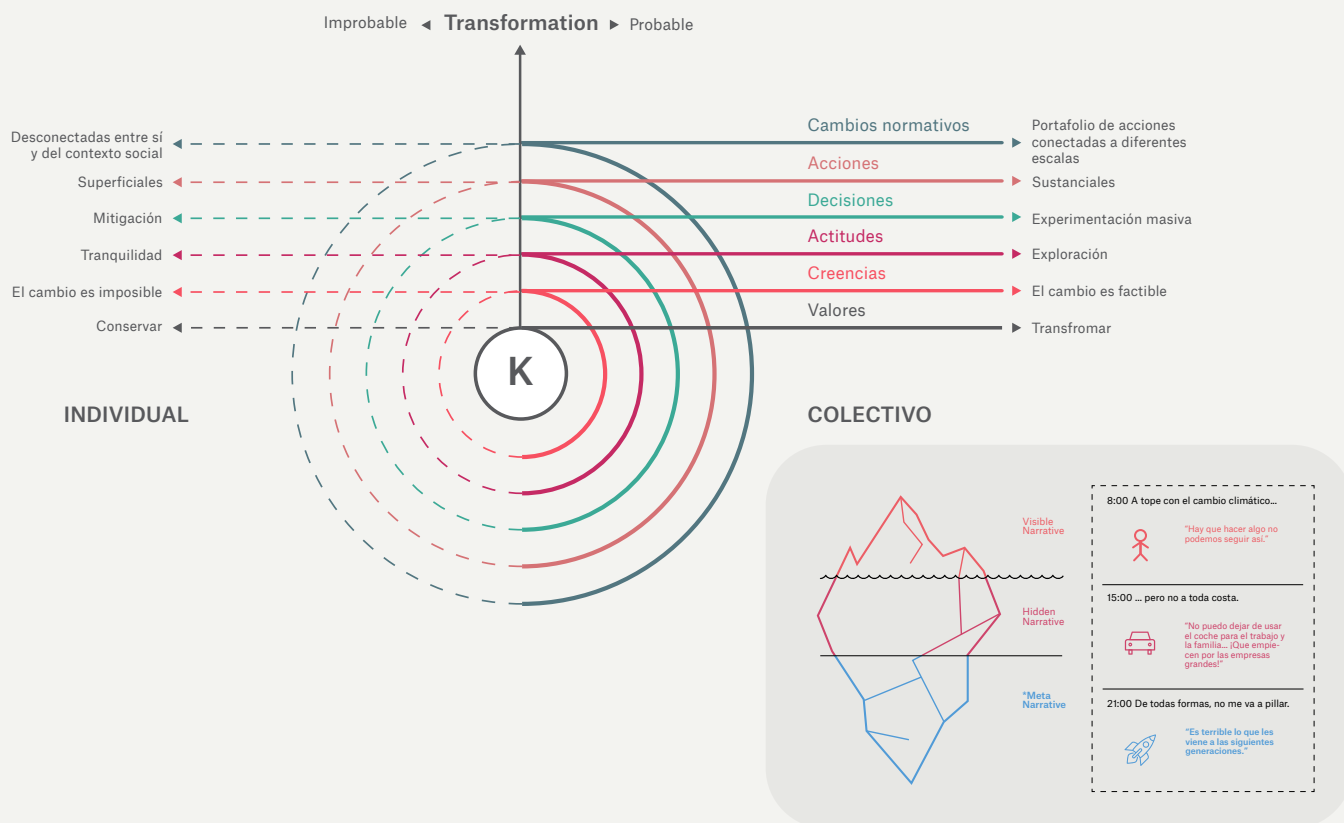 Improbable Transformation Probable
Desconectadas entre sí
y del contexto social
Superficiales
Mitigación
Tranquilidad
El cambio es imposible
Conservar
Cambios normativos
Acciones
Decisiones
Actitudes
Creencias
Valores
Portafolio de acciones
conectadas a diferentes
escalas
Sustanciales
Experimentación masiva
Exploración
El cambio es factible
Transfromar
K
INDIVIDUAL
COLECTIVO
Visible
Narrative
Hidden
Narrative
*Meta
Narrative
8:00 A tope con el cambio climático...
"Hay que hacer algo no
podemos seguir así."
15:00 ... pero no a toda costa.
"No puedo dejar de usar
el coche para el trabajo y
la familia... ¡Que empie-
cen por las empresas
grandes!"
21:00 De todas formas, no me va a pillar.
"Es terrible lo que les
viene a las siguientes
generaciones."